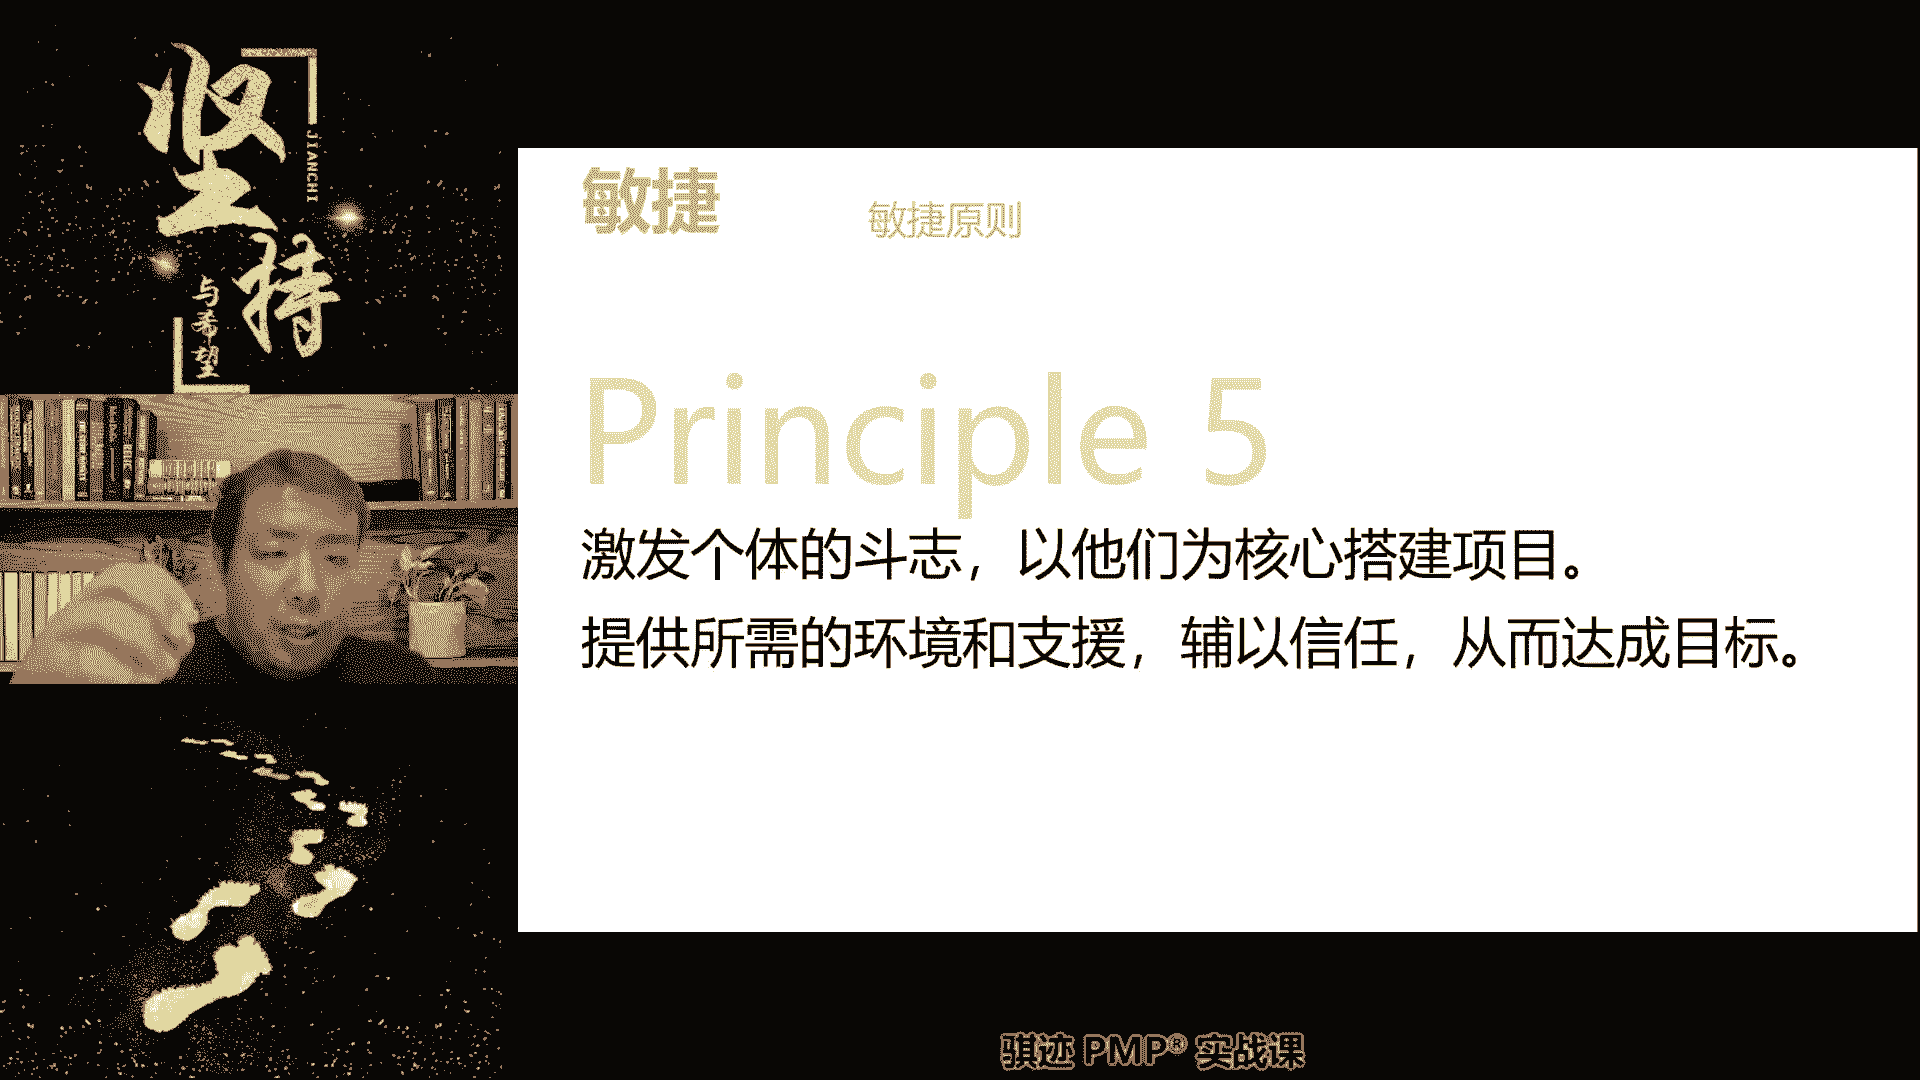 坚持
JIANCHI
与希望
敏捷
敏捷原则
Principle 5
激发个体的斗志，以他们为核心搭建项目。
提供所需的环境和支援，辅以信任，从而达成目标。
骐迹 PMP® 实战课